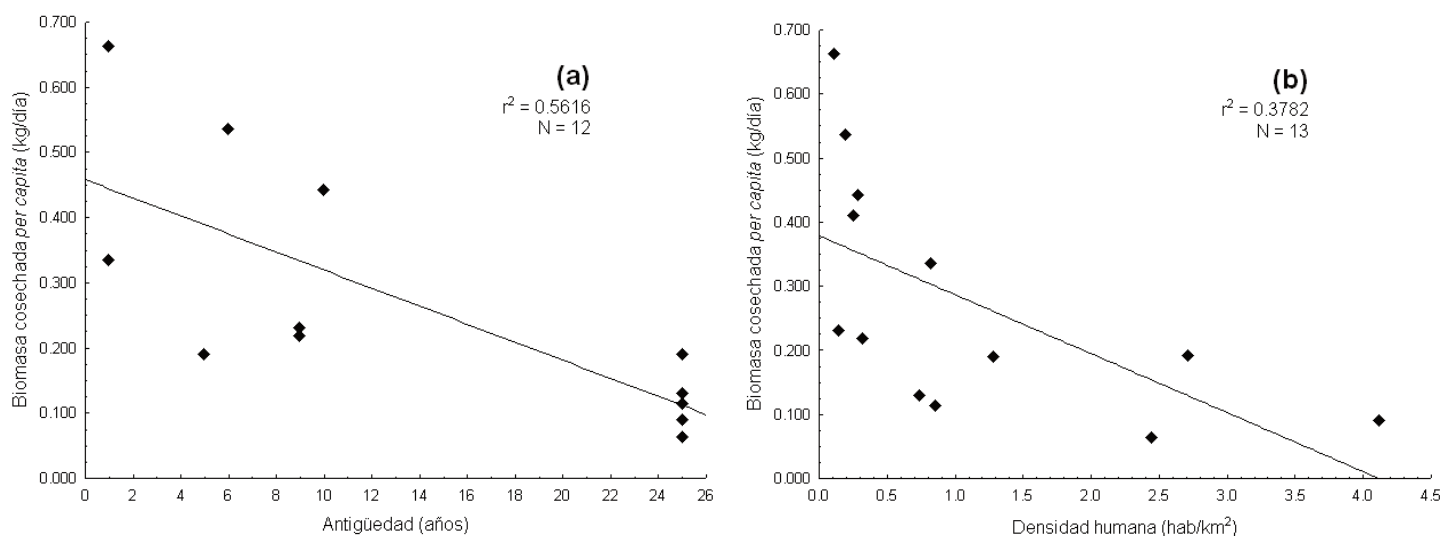 (a)
r² = 0.5616
N = 12
Biomasa cosechada per capita (kg/día)
0.700
0.600
0.500
0.400
0.300
0.200
0.100
0.000
0 2 4 6 8 10 12 14 16 18 20 22 24 26
Antigüedad (años)
(b)
r² = 0.3782
N = 13
Biomasa cosechada per capita (kg/día)
0.700
0.600
0.500
0.400
0.300
0.200
0.100
0.000
0.0 0.5 1.0 1.5 2.0 2.5 3.0 3.5 4.0 4.5
Densidad humana (hab/km²)